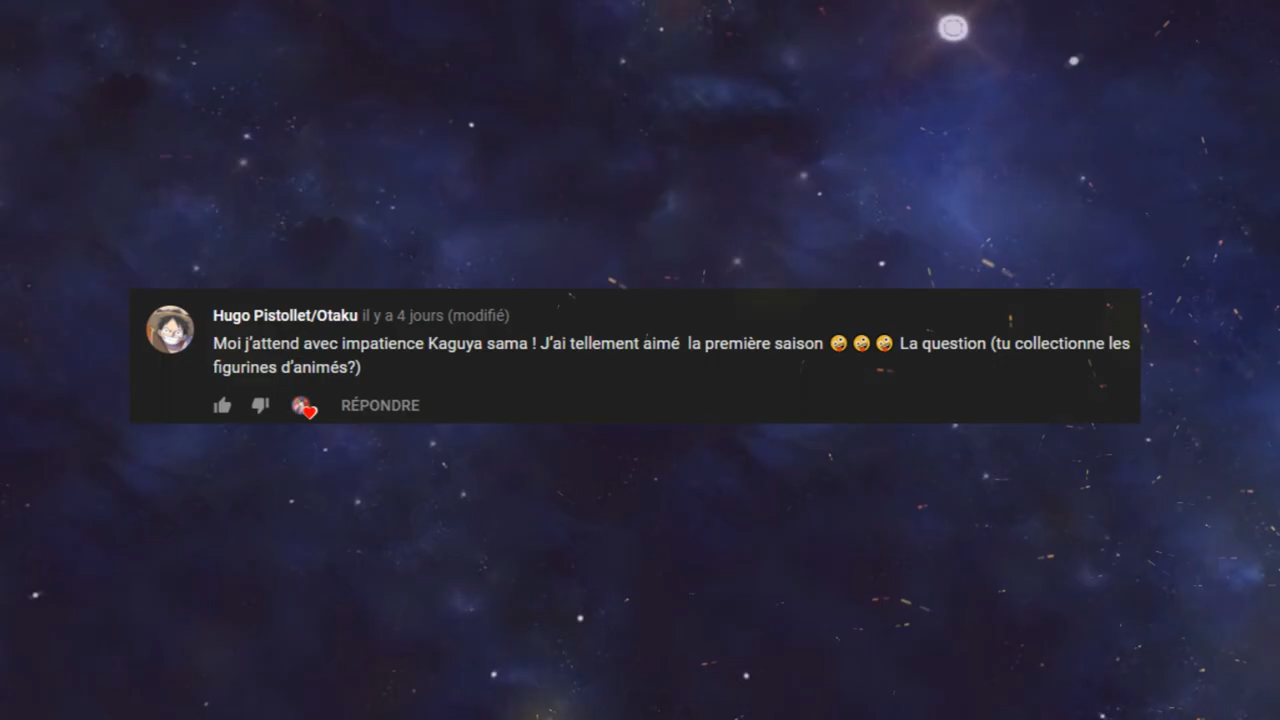 Hugo Pistollet/Otaku il y a 4 jours (modifié)
Moi j'attend avec impatience Kaguya sama ! J'ai tellement aimé  la première saison 🤪 🤪 🤪 La question (tu collectionne les
figurines d'animés?)
RÉPONDRE